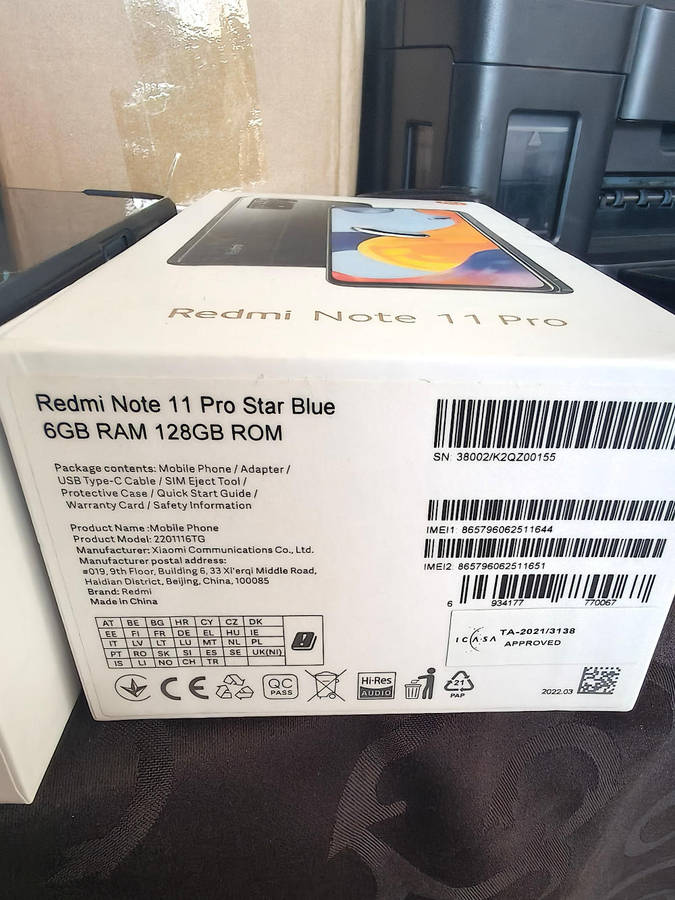 Redmi Note 11 Pro
Redmi Note 11 Pro Star Blue
6GB RAM 128GB ROM
Package contents: Mobile Phone / Adapter /
USB Type-C Cable / SIM Eject Tool /
Protective Case / Quick Start Guide /
Warranty Card / Safety Information
Product Name :Mobile Phone
Product Model: 2201116TG
Manufacturer: Xiaomi Communications Co., Ltd.
Manufacturer postal address:
#019, 9th Floor, Building 6, 33 Xi'erqi Middle Road,
Haidian District, Beijing, China, 100085
Brand: Redmi
Made in China
AT BE BG HR CY CZ DK
EE FI FR DE EL HU IE
IT LV LT LU MT NL PL
PT RO SK SI ES SE UK(NI)
IS LI NO CH TR
CE
QC
PASS
Hi-Res
AUDIO
21
PAP
SN: 38002/K2QZ00155
IMEI1: 865796062511644
IMEI2: 865796062511651
6 934177 770067
ICASA TA-2021/3138
APPROVED
2022.03